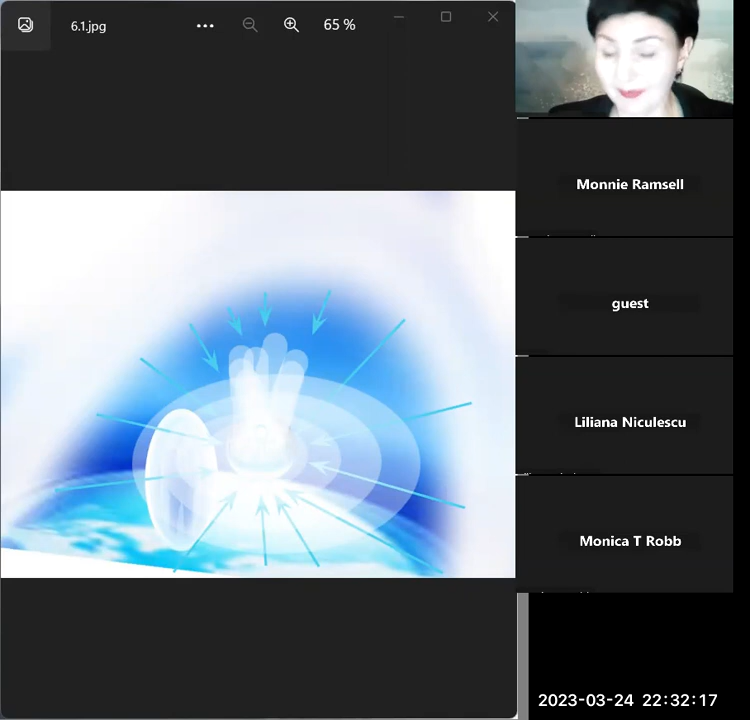 6.1.jpg
65 %
Monnie Ramsell
guest
Liliana Niculescu
Monica T Robb
2023-03-24 22:32:17